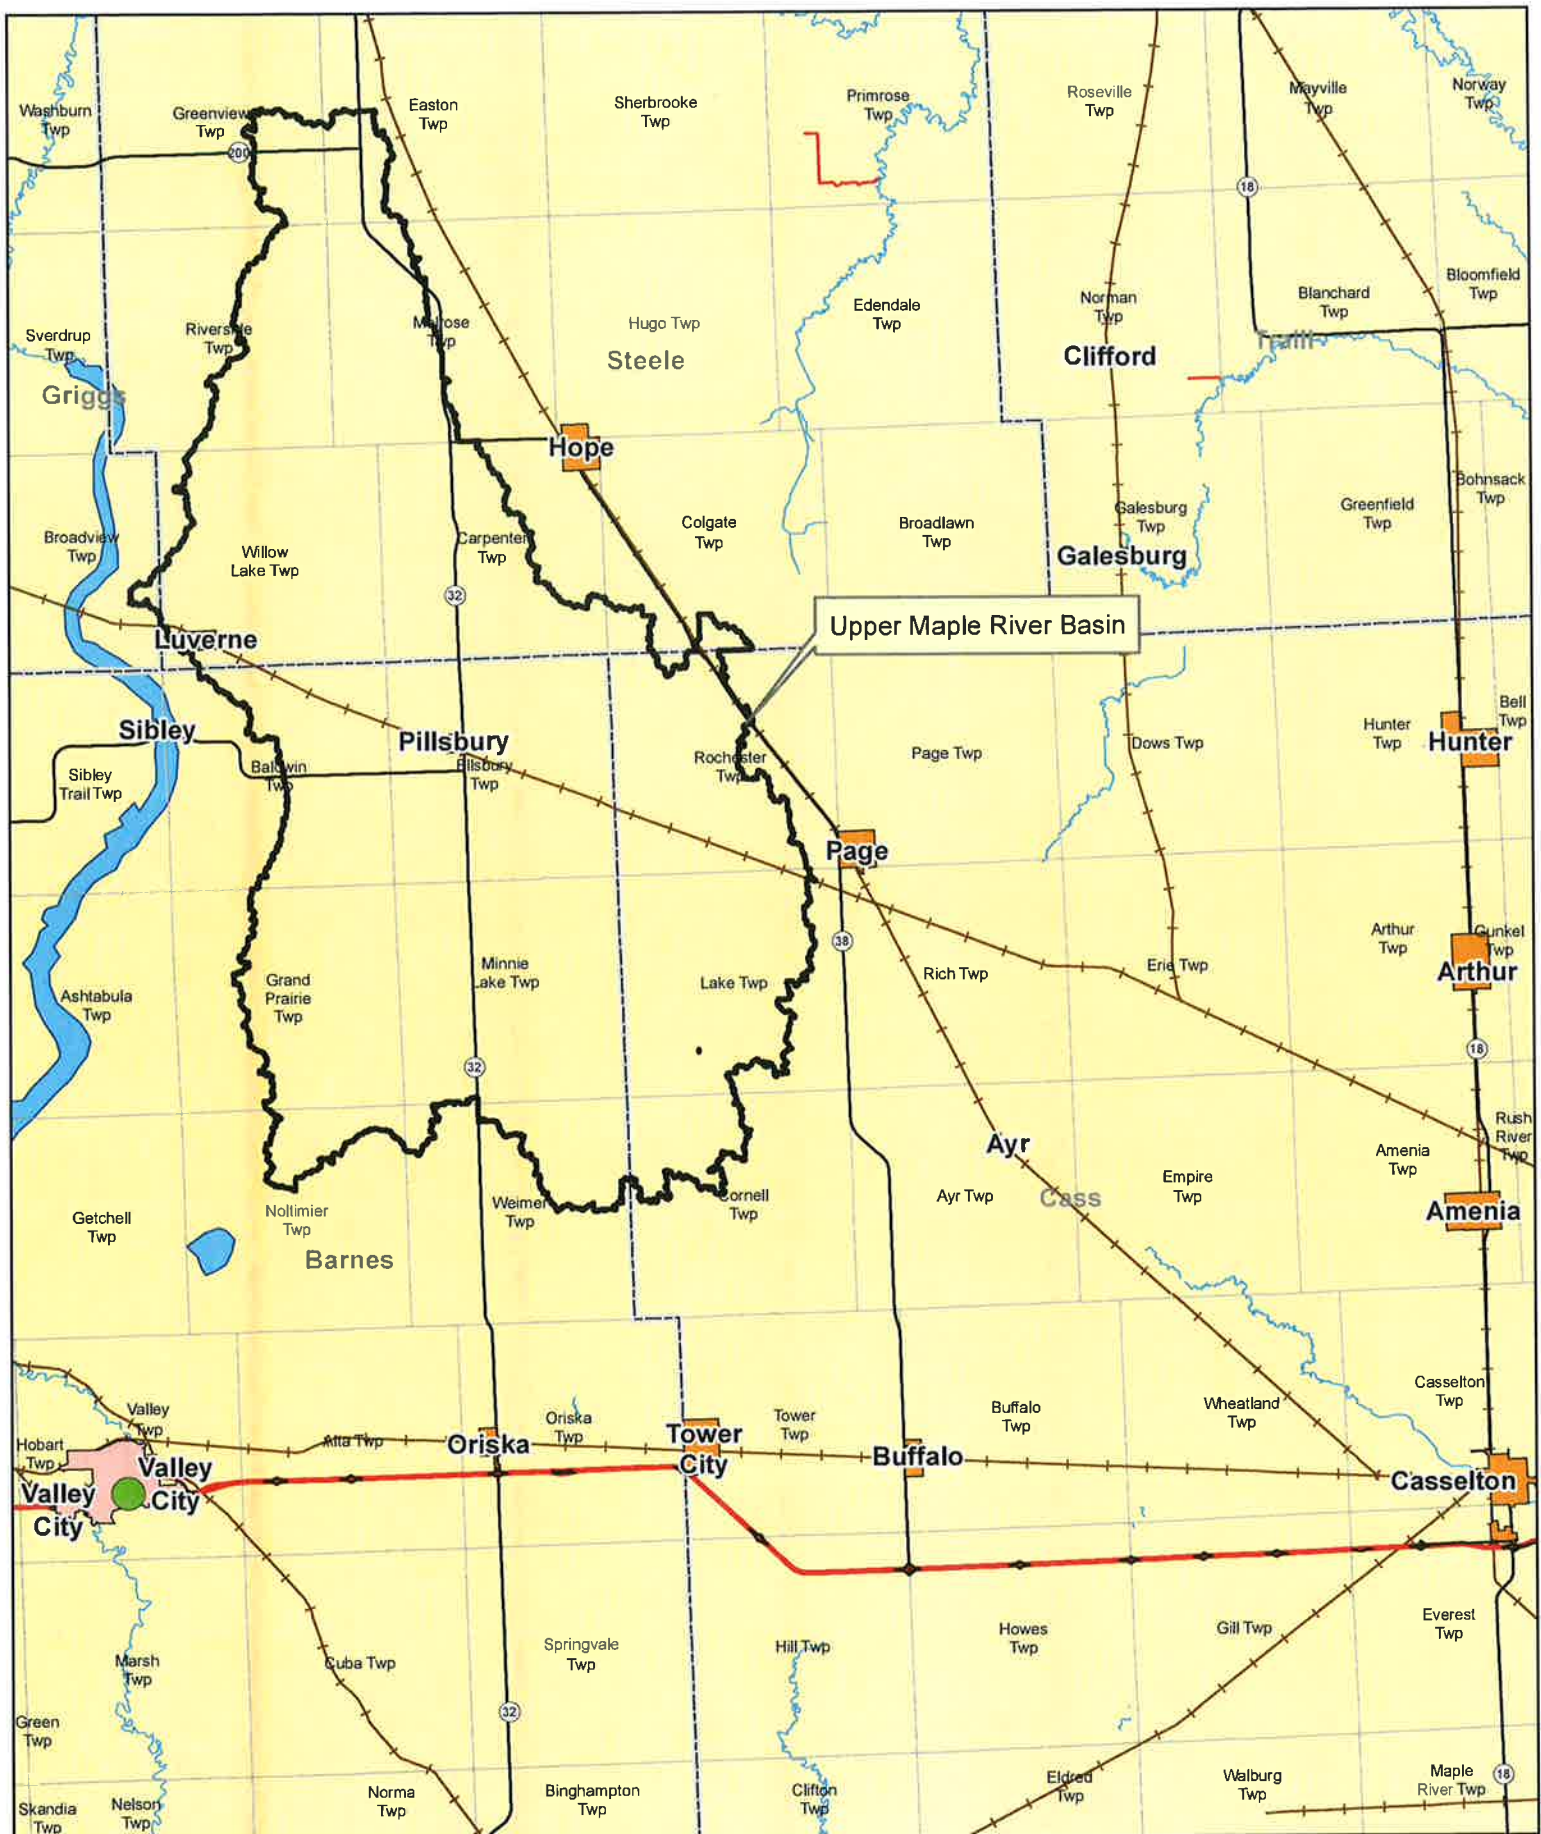 Washburn
Twp
Greenview
Twp
Easton
Twp
Sherbrooke
Twp
Primrose
Twp
Roseville
Twp
Mayville
Twp
Norway
Twp
200
18
Sverdrup
Twp
Riverside
Twp
Melrose
Twp
Hugo Twp
Edendale
Twp
Norman
Twp
Blanchard
Twp
Bloomfield
Twp
Griggs
Steele
Clifford
Traill
Hope
Broadview
Twp
Willow
Lake Twp
Carpenter
Twp
Colgate
Twp
Broadlawn
Twp
Galesburg
Twp
Greenfield
Twp
Bohnsack
Twp
Galesburg
32
Upper Maple River Basin
Luverne
Sibley
Pillsbury
Sibley
Trail Twp
Baldwin
Twp
Ellsbury
Twp
Rochester
Twp
Page Twp
Dows Twp
Hunter
Twp
Bell
Twp
Hunter
Page
38
Ashtabula
Twp
Grand
Prairie
Twp
Minnie
Lake Twp
Lake Twp
Rich Twp
Erie Twp
Arthur
Twp
Gunkel
Twp
Arthur
32
18
Ayr
Rush
River
Twp
Amenia
Twp
Getchell
Twp
Noltimier
Twp
Weimer
Twp
Cornell
Twp
Ayr Twp
Cass
Empire
Twp
Amenia
Barnes
Valley
Twp
Hobart
Twp
Alta Twp
Oriska
Oriska
Twp
Tower
City
Tower
Twp
Buffalo
Buffalo
Twp
Wheatland
Twp
Casselton
Twp
Casselton
Valley
City
Valley
City
Marsh
Twp
Cuba Twp
Springvale
Twp
Hill Twp
Howes
Twp
Gill Twp
Everest
Twp
Green
Twp
32
18
Skandia
Twp
Nelson
Twp
Norma
Twp
Binghampton
Twp
Clifton
Twp
Eldred
Twp
Walburg
Twp
Maple
River Twp